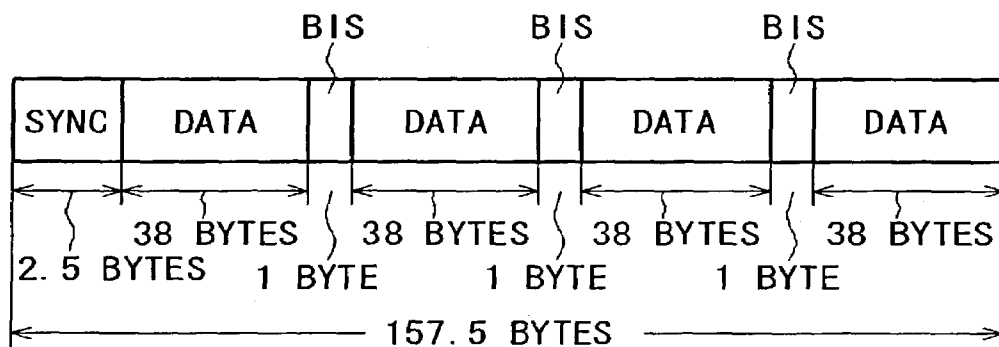 BIS BIS BIS
SYNC DATA DATA DATA DATA
38 BYTES 38 BYTES 38 BYTES 38 BYTES
2.5 BYTES 1 BYTE 1 BYTE 1 BYTE
157.5 BYTES